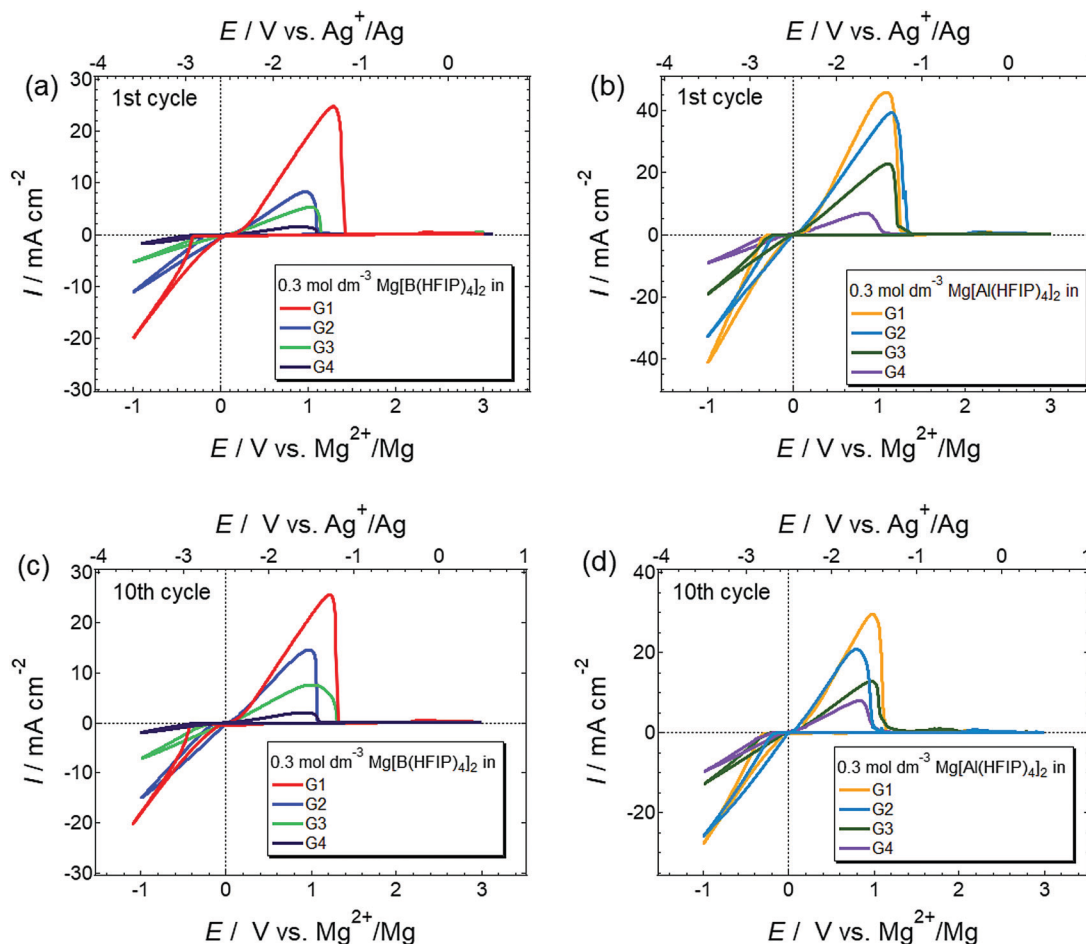 (a)
E / V vs. Ag⁺/Ag
-4 -3 -2 -1 0
1st cycle
I / mA cm⁻²
30
20
10
0
-10
-20
-30
0.3 mol dm⁻³ Mg[B(HFIP)₄]₂ in
G1
G2
G3
G4
-1 0 1 2 3
E / V vs. Mg²⁺/Mg
(b)
E / V vs. Ag⁺/Ag
-4 -3 -2 -1 0
1st cycle
I / mA cm⁻²
40
20
0
-20
-40
0.3 mol dm⁻³ Mg[Al(HFIP)₄]₂ in
G1
G2
G3
G4
-1 0 1 2 3
E / V vs. Mg²⁺/Mg
(c)
E / V vs. Ag⁺/Ag
-4 -3 -2 -1 0 1
10th cycle
I / mA cm⁻²
30
20
10
0
-10
-20
-30
0.3 mol dm⁻³ Mg[B(HFIP)₄]₂ in
G1
G2
G3
G4
-1 0 1 2 3
E / V vs. Mg²⁺/Mg
(d)
E / V vs. Ag⁺/Ag
-4 -3 -2 -1 0 1
10th cycle
I / mA cm⁻²
40
20
0
-20
0.3 mol dm⁻³ Mg[Al(HFIP)₄]₂ in
G1
G2
G3
G4
-1 0 1 2 3
E / V vs. Mg²⁺/Mg